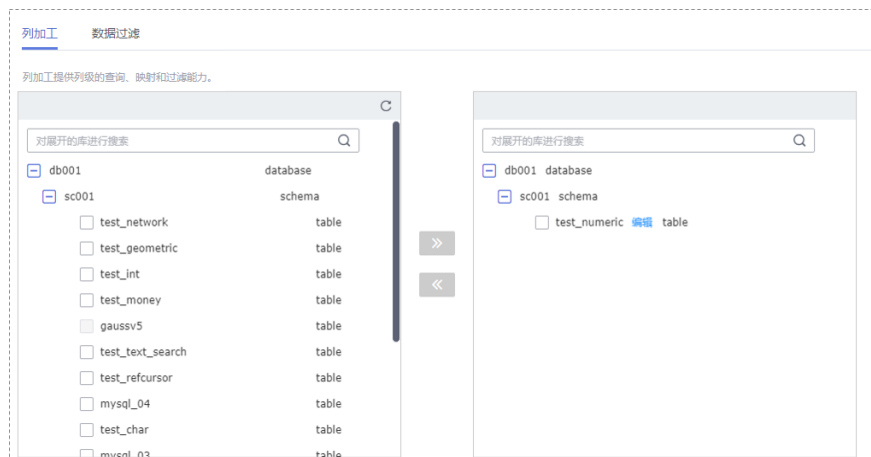 列加工 数据过滤
列加工提供列级的查询、映射和过滤能力。
对展开的库进行搜索
db001 database
sc001 schema
test_network table
test_geometric table
test_int table
test_money table
gaussv5 table
test_text_search table
test_refcursor table
mysql_04 table
test_char table
mysql_03 table
对展开的库进行搜索
db001 database
sc001 schema
test_numeric 编辑 table